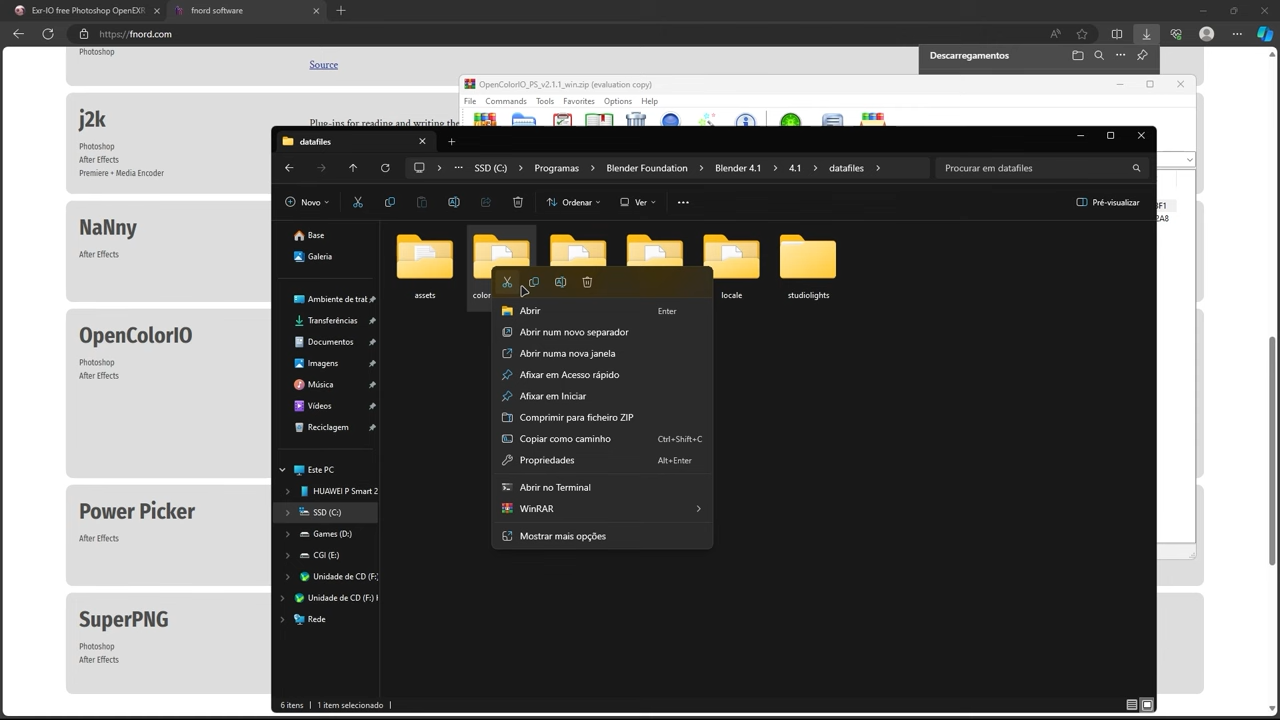 Exr-IO free Photoshop OpenEXR
fnord software
https://fnord.com
Photoshop
Source
Descarregamentos
OpenColorIO_PS_v2.1.1_win.zip (evaluation copy)
File Commands Tools Favorites Options Help
j2k
Photoshop
After Effects
Premiere + Media Encoder
Plug-ins for reading and writing the
NaNny
After Effects
OpenColorIO
Photoshop
After Effects
Power Picker
After Effects
SuperPNG
Photoshop
After Effects
datafiles
SSD (C:) Programas Blender Foundation Blender 4.1 4.1 datafiles
Procurar em datafiles
Novo
Ordenar
Ver
Pré-visualizar
Base
Galeria
Ambiente de trab
Transferências
Documentos
Imagens
Música
Vídeos
Reciclagem
Este PC
HUAWEI P Smart 2
SSD (C:)
Games (D:)
CGI (E:)
Unidade de CD (F:
Unidade de CD (F:)
Rede
assets
color
locale
studiolights
Abrir Enter
Abrir num novo separador
Abrir numa nova janela
Afixar em Acesso rápido
Afixar em Iniciar
Comprimir para ficheiro ZIP
Copiar como caminho Ctrl+Shift+C
Propriedades Alt+Enter
Abrir no Terminal
WinRAR
Mostrar mais opções
6 itens 1 item selecionado